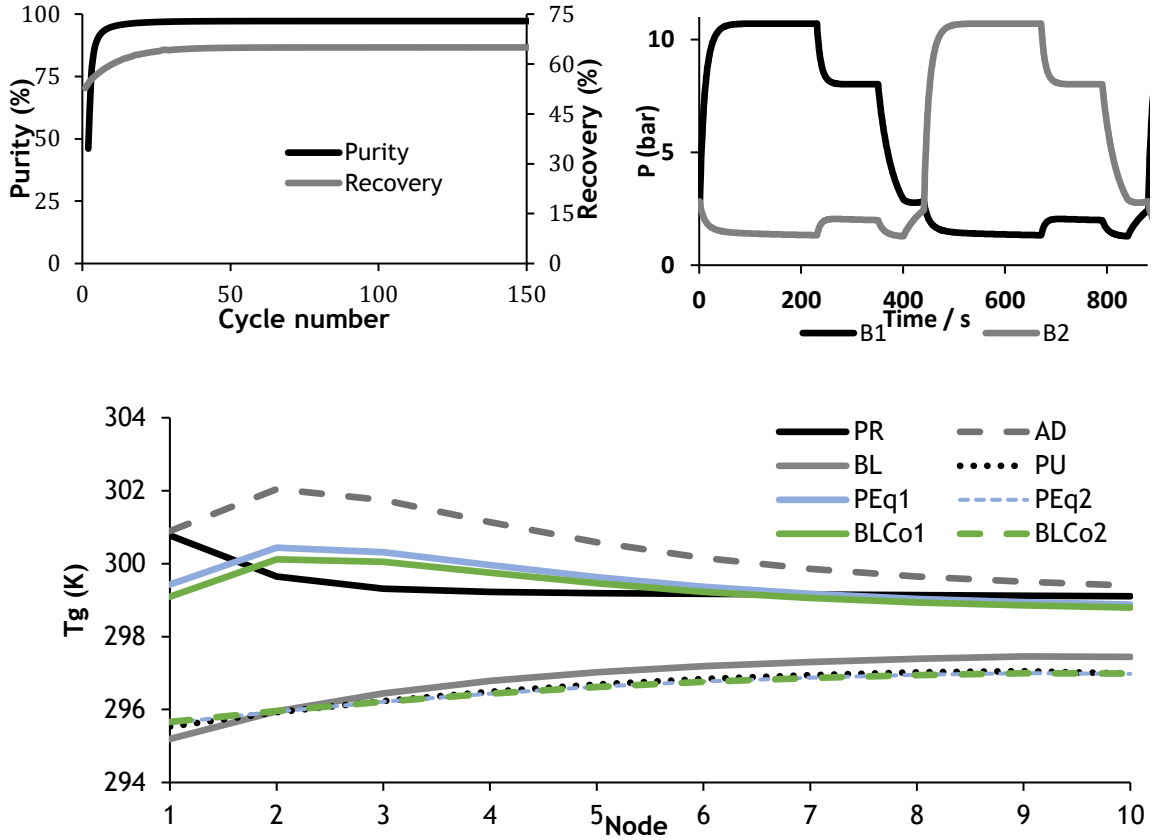 100
75
50
25
0
Purity (%)
75
60
45
30
15
0
Recovery (%)
Purity
Recovery
0
50
100
150
Cycle number
10
5
0
P (bar)
0
200
400
600
800
Time / s
B1
B2
304
302
300
298
296
294
Tg (K)
PR
AD
BL
PU
PEq1
PEq2
BLCo1
BLCo2
1
2
3
4
5
6
7
8
9
10
Node